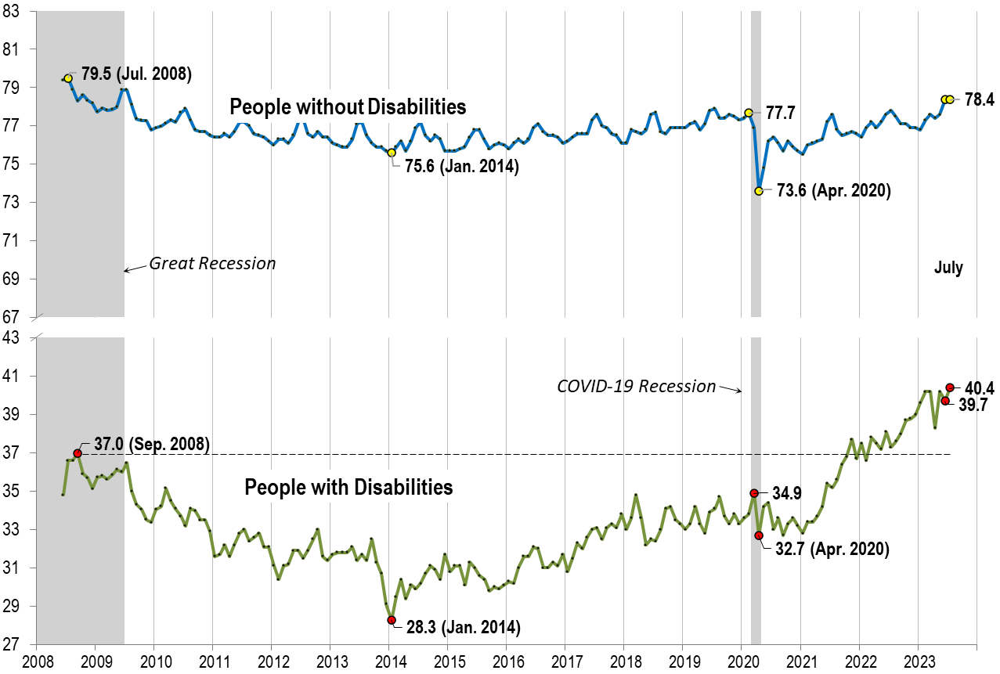 83
81
79
77
75
73
71
69
67
79.5 (Jul. 2008)
People without Disabilities
75.6 (Jan. 2014)
77.7
73.6 (Apr. 2020)
78.4
Great Recession
July
43
41
39
37
35
33
31
29
27
COVID-19 Recession
40.4
39.7
37.0 (Sep. 2008)
People with Disabilities
34.9
32.7 (Apr. 2020)
28.3 (Jan. 2014)
2008 2009 2010 2011 2012 2013 2014 2015 2016 2017 2018 2019 2020 2021 2022 2023